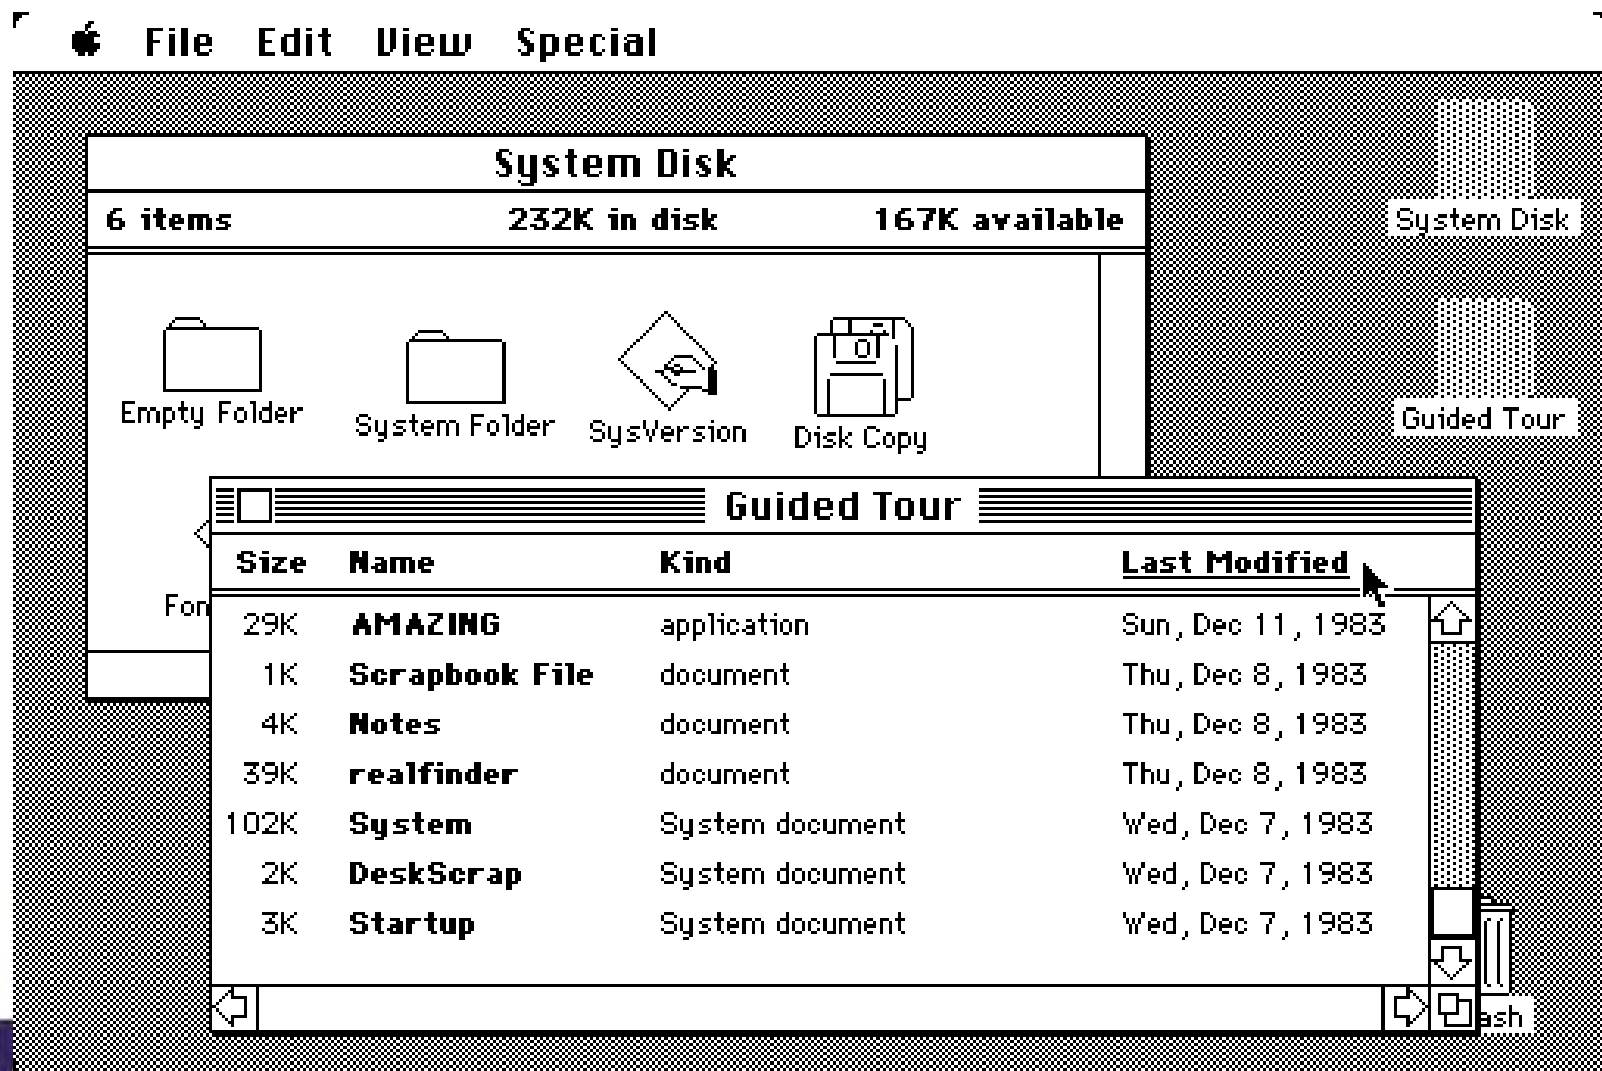 File Edit View Special
System Disk
6 items 232K in disk 167K available
System Disk
Empty Folder System Folder SysVersion Disk Copy
Guided Tour
Guided Tour
Size Name Kind Last Modified
Fon
29K AMAZING application Sun, Dec 11, 1983
1K Scrapbook File document Thu, Dec 8, 1983
4K Notes document Thu, Dec 8, 1983
39K realfinder document Thu, Dec 8, 1983
102K System System document Wed, Dec 7, 1983
2K DeskScrap System document Wed, Dec 7, 1983
3K Startup System document Wed, Dec 7, 1983
ash